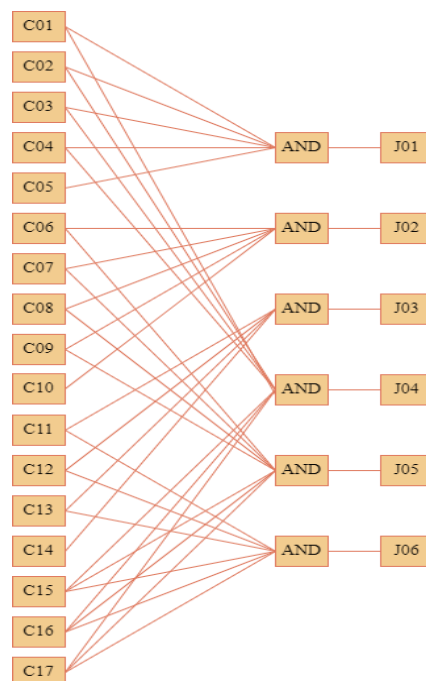 C01
C02
C03
C04 AND J01
C05
C06 AND J02
C07
C08 AND J03
C09
C10 AND J04
C11
C12 AND J05
C13
C14 AND J06
C15
C16
C17